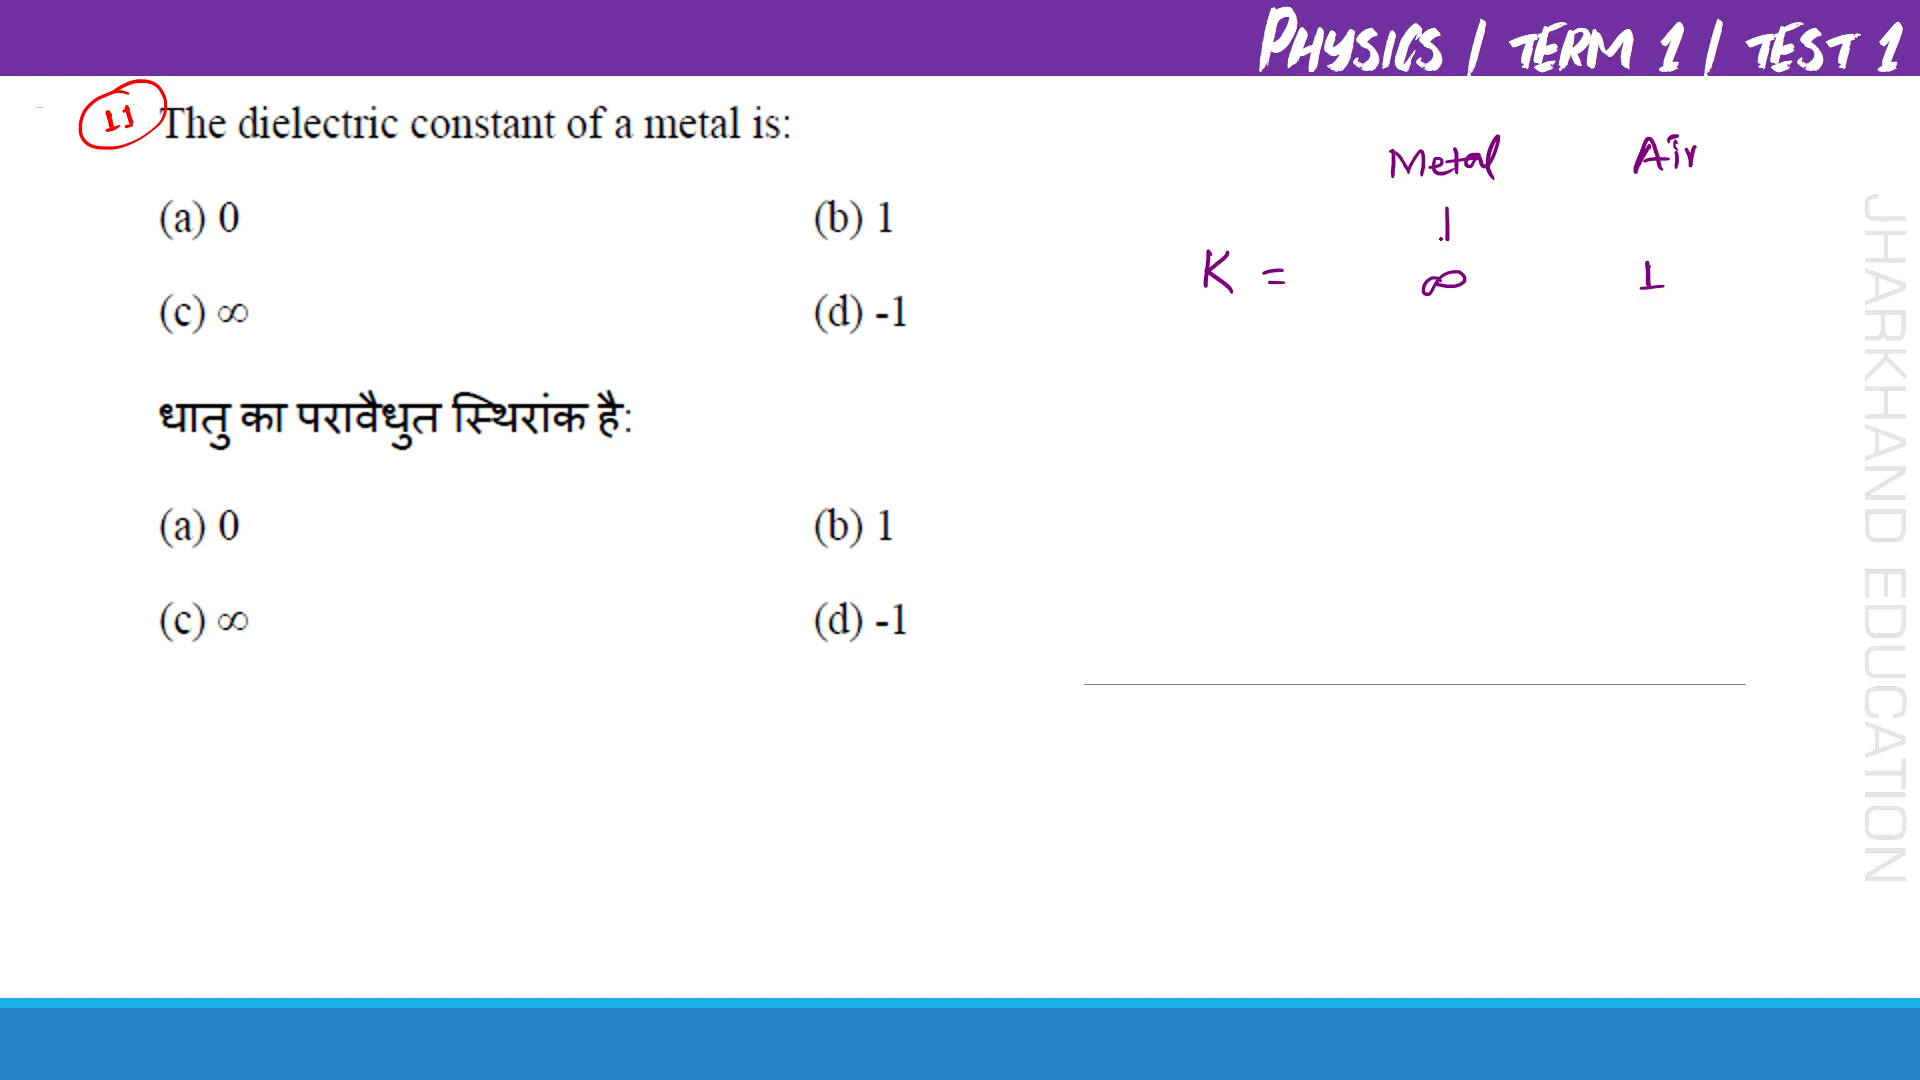 PHYSICS / TERM 1 / TEST 1
11 The dielectric constant of a metal is:
(a) 0 (b) 1
(c) ∞ (d) -1
धातु का परावैधुत स्थिरांक है:
(a) 0 (b) 1
(c) ∞ (d) -1
Metal Air
K = ∞ 1
JHARKHAND EDUCATION